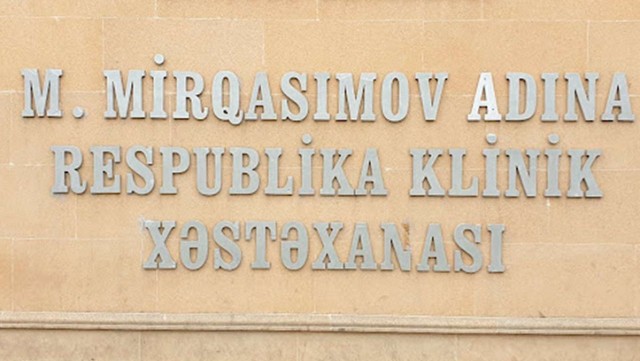 M. MİRQASIMOV ADINA
RESPUBLİKA KLİNİK
XƏSTƏXANASI